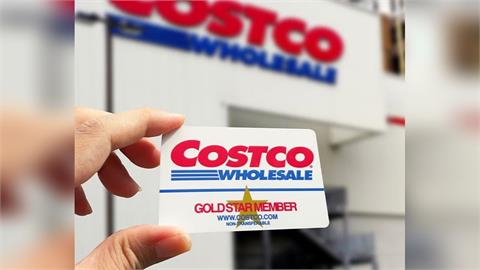 COSTCO
WHOLESALE
COSTCO
WHOLESALE
GOLD STAR MEMBER
WWW.COSTCO.COM
NON-TRANSFERABLE